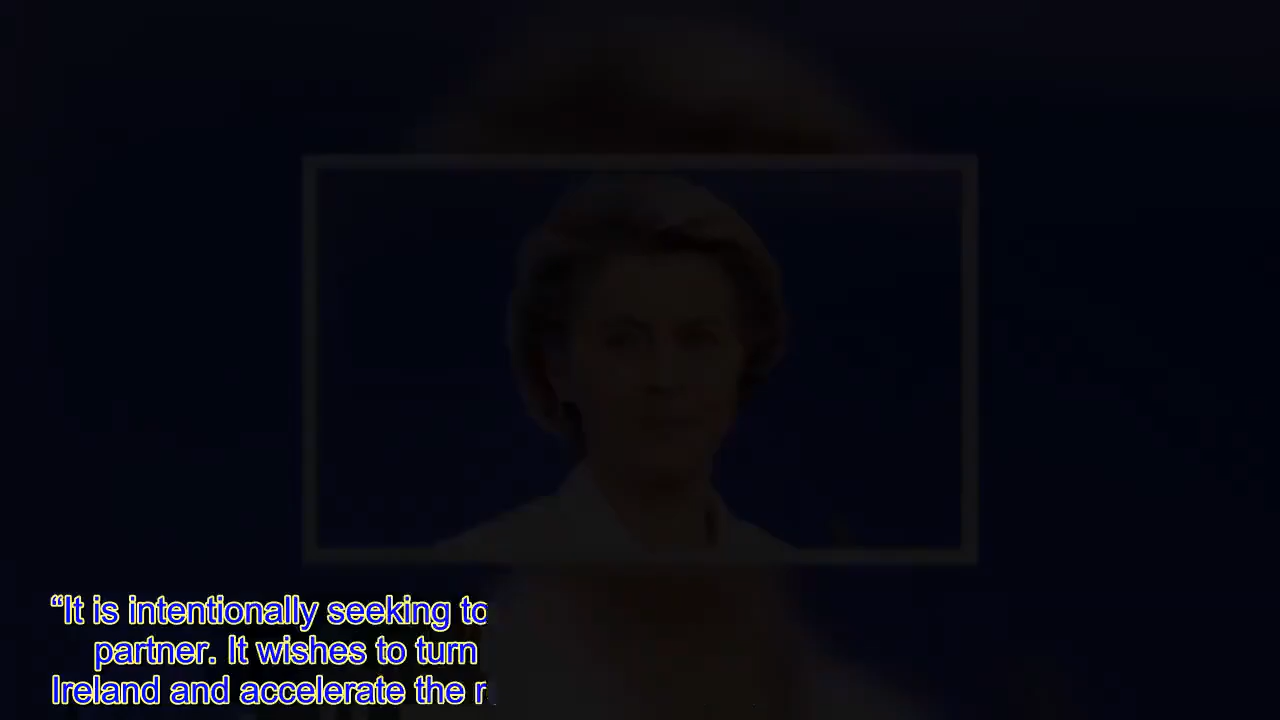 “It is intentionally seeking to
partner. It wishes to turn
Ireland and accelerate the